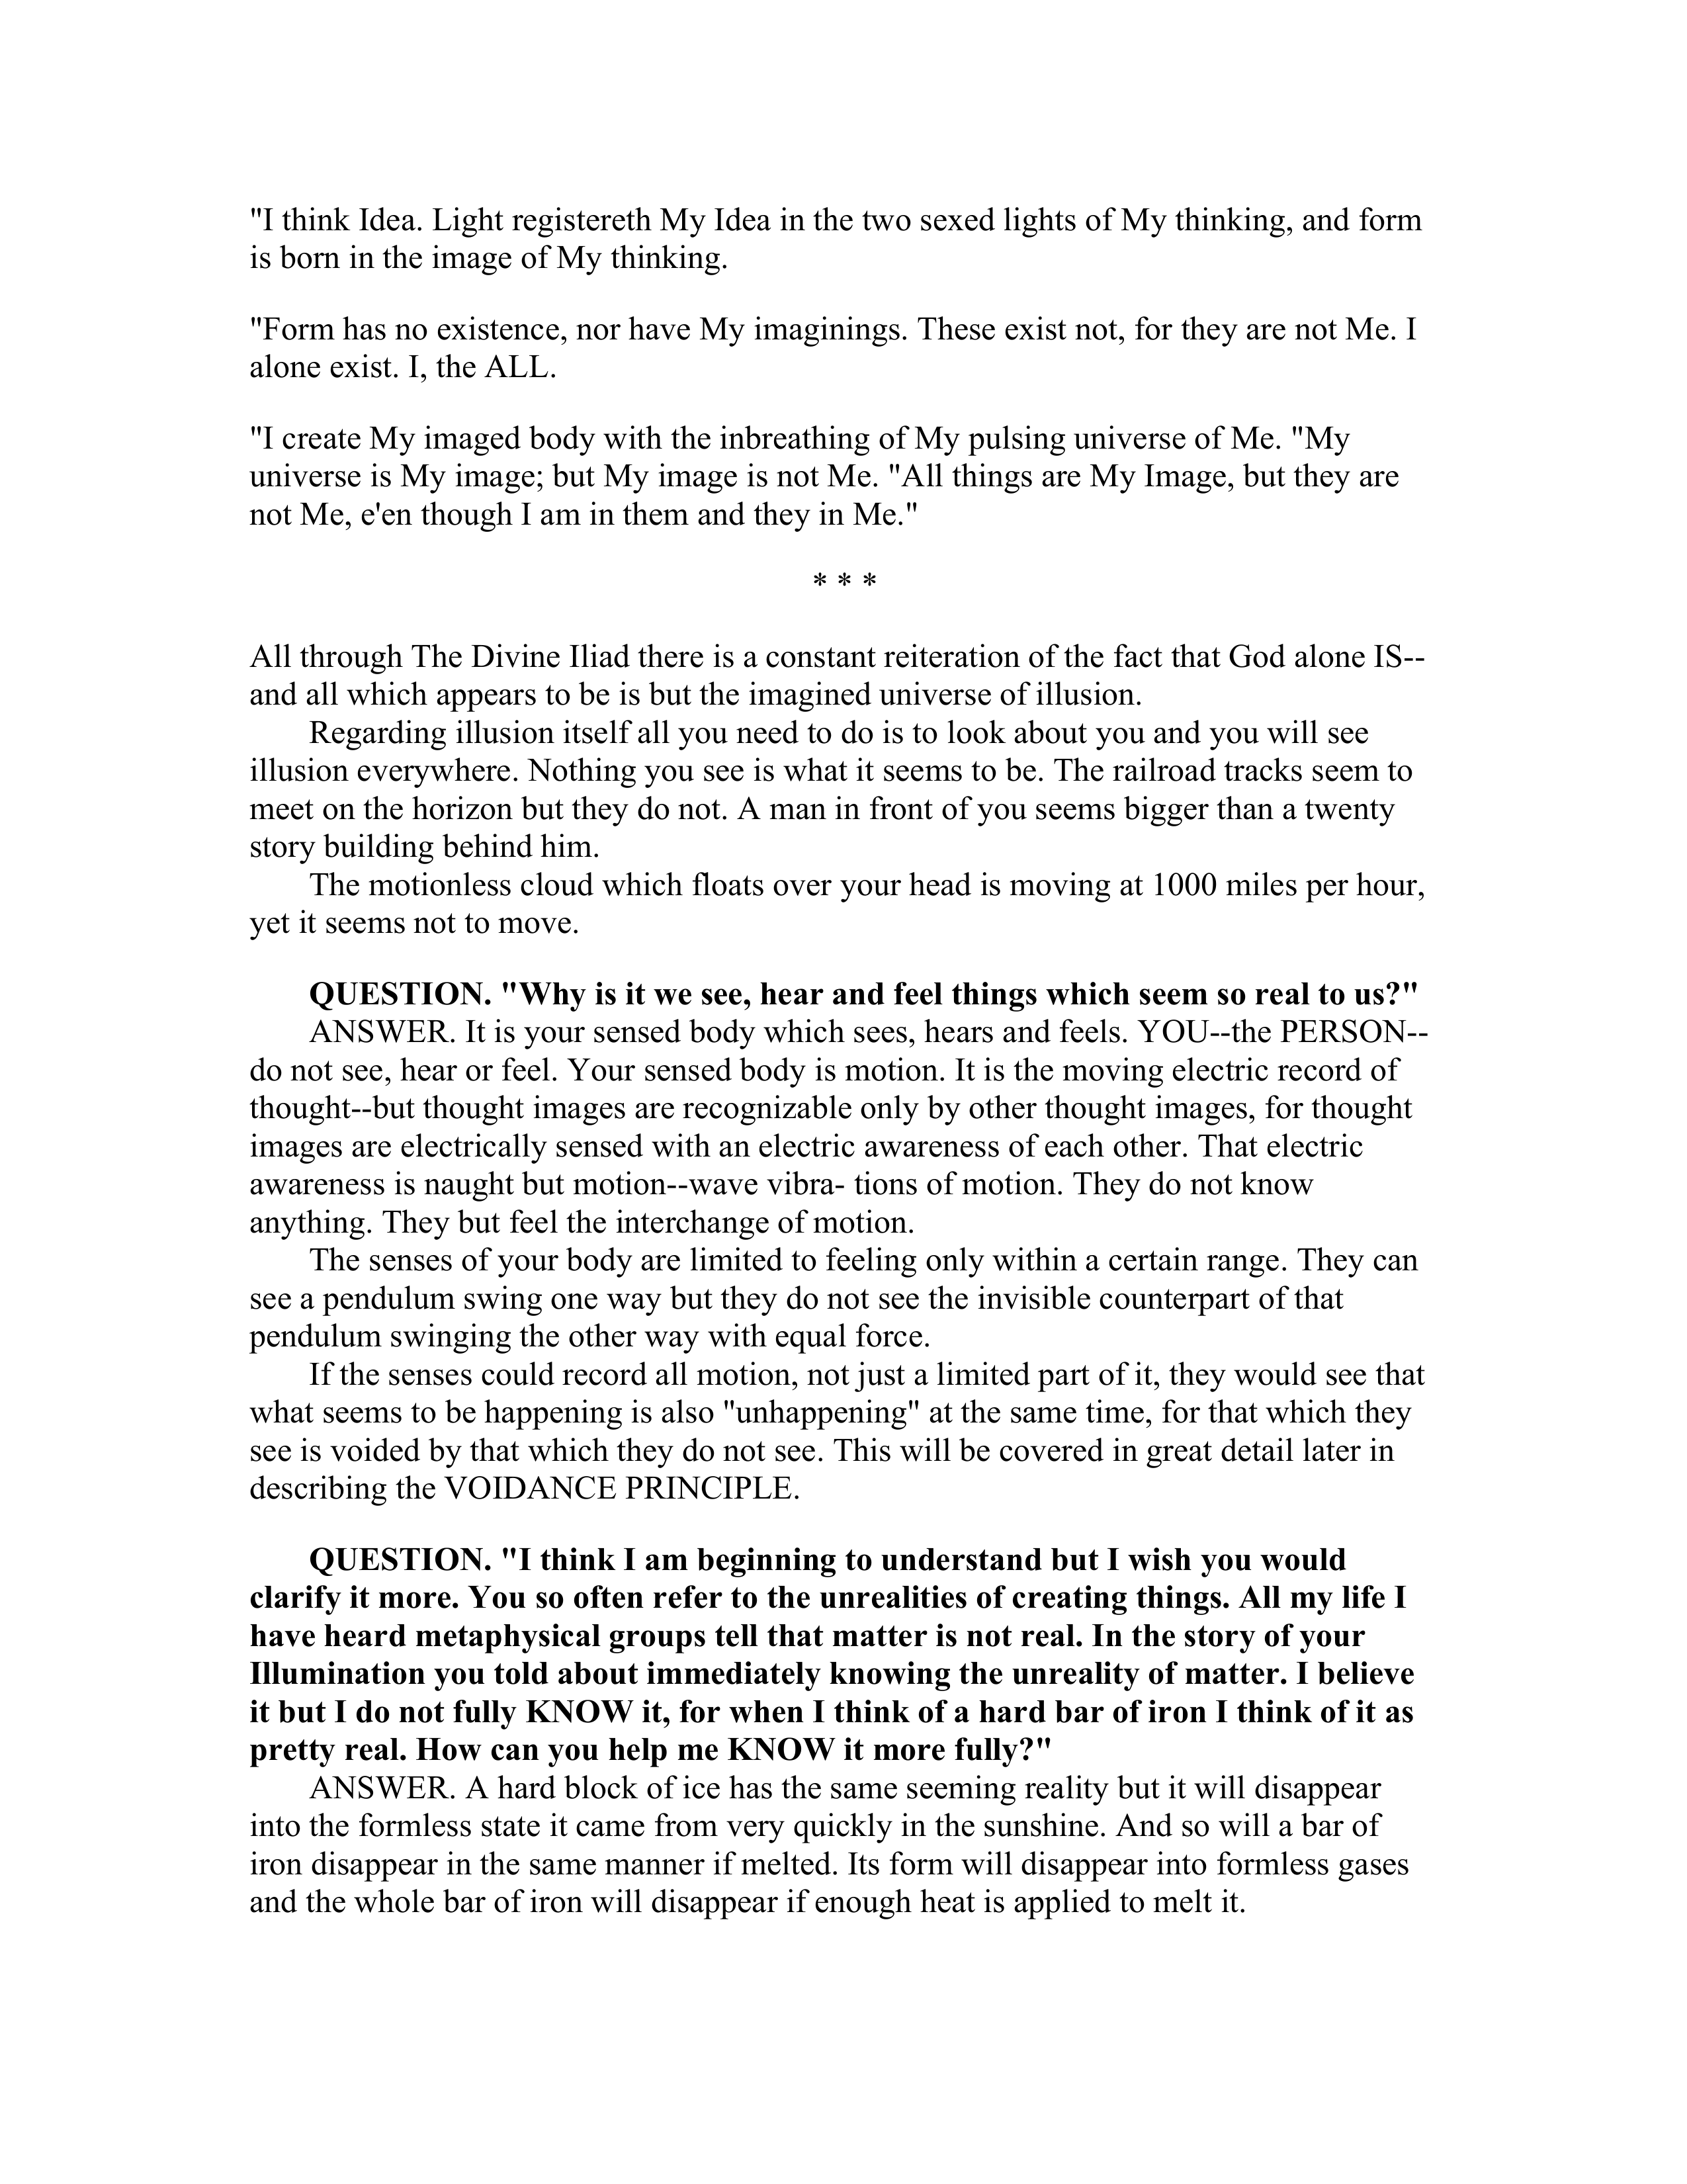 "I think Idea. Light registereth My Idea in the two sexed lights of My thinking, and form
is born in the image of My thinking.
"Form has no existence, nor have My imaginings. These exist not, for they are not Me. I
alone exist. I, the ALL.
"I create My imaged body with the inbreathing of My pulsing universe of Me. "My
universe is My image; but My image is not Me. "All things are My Image, but they are
not Me, e'en though I am in them and they in Me."
* * *
All through The Divine Iliad there is a constant reiteration of the fact that God alone IS--
and all which appears to be is but the imagined universe of illusion.
Regarding illusion itself all you need to do is to look about you and you will see
illusion everywhere. Nothing you see is what it seems to be. The railroad tracks seem to
meet on the horizon but they do not. A man in front of you seems bigger than a twenty
story building behind him.
The motionless cloud which floats over your head is moving at 1000 miles per hour,
yet it seems not to move.
QUESTION. "Why is it we see, hear and feel things which seem so real to us?"
ANSWER. It is your sensed body which sees, hears and feels. YOU--the PERSON--
do not see, hear or feel. Your sensed body is motion. It is the moving electric record of
thought--but thought images are recognizable only by other thought images, for thought
images are electrically sensed with an electric awareness of each other. That electric
awareness is naught but motion--wave vibra- tions of motion. They do not know
anything. They but feel the interchange of motion.
The senses of your body are limited to feeling only within a certain range. They can
see a pendulum swing one way but they do not see the invisible counterpart of that
pendulum swinging the other way with equal force.
If the senses could record all motion, not just a limited part of it, they would see that
what seems to be happening is also "unhappening" at the same time, for that which they
see is voided by that which they do not see. This will be covered in great detail later in
describing the VOIDANCE PRINCIPLE.
QUESTION. "I think I am beginning to understand but I wish you would
clarify it more. You so often refer to the unrealities of creating things. All my life I
have heard metaphysical groups tell that matter is not real. In the story of your
Illumination you told about immediately knowing the unreality of matter. I believe
it but I do not fully KNOW it, for when I think of a hard bar of iron I think of it as
pretty real. How can you help me KNOW it more fully?"
ANSWER. A hard block of ice has the same seeming reality but it will disappear
into the formless state it came from very quickly in the sunshine. And so will a bar of
iron disappear in the same manner if melted. Its form will disappear into formless gases
and the whole bar of iron will disappear if enough heat is applied to melt it.